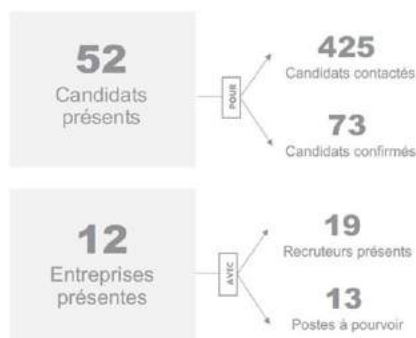 52
Candidats
présents
POUR
425
Candidats contactés
73
Candidats confirmés
12
Entreprises
présentes
AVEC
19
Recruteurs présents
13
Postes à pourvoir